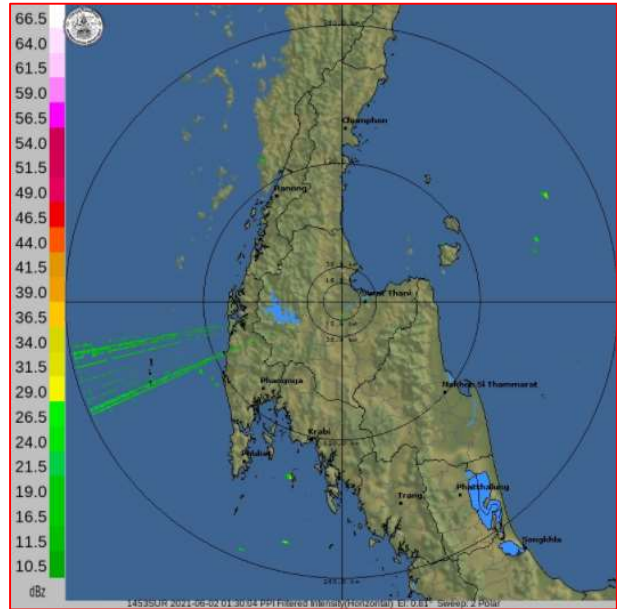 66.5
64.0
61.5
59.0
56.5
54.0
51.5
49.0
46.5
44.0
41.5
39.0
36.5
34.0
31.5
29.0
26.5
24.0
21.5
19.0
16.5
11.5
10.5
dBz
Chumphon
Ranong
Surat Thani
Phangnga
Nakhon Si Thammarat
Krabi
Phuket
Trang
Phatthalung
Songkhla
1453SUR 2021-06-02 01:30:04 PPI Filtered Intensity(Horizontal) El: 0.81° Sweep: 2 Polar